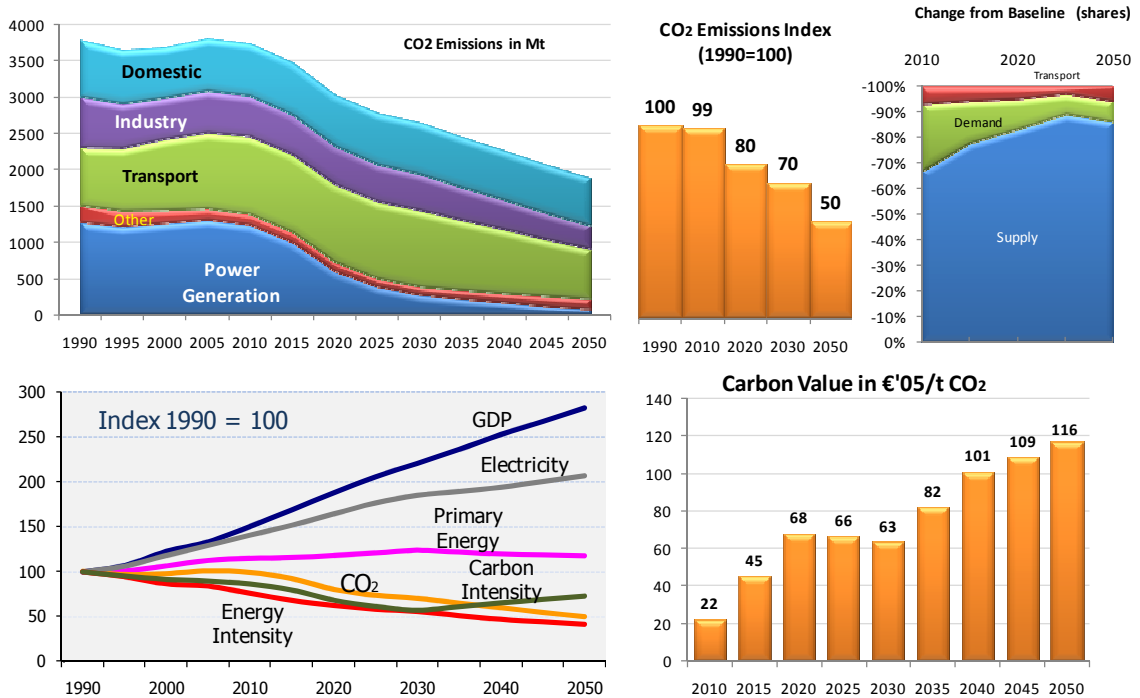 CO2 Emissions in Mt
4000
3500
3000
2500
2000
1500
1000
500
0
Domestic
Industry
Transport
Other
Power
Generation
1990 1995 2000 2005 2010 2015 2020 2025 2030 2035 2040 2045 2050
CO2 Emissions Index
(1990=100)
100
99
80
70
50
1990 2010 2020 2030 2050
Change from Baseline (shares)
2010 2020 2050
Transport
-100%
-90%
-80%
-70%
-60%
-50%
-40%
-30%
-20%
-10%
0%
Demand
Supply
Index 1990 = 100
300
250
200
150
100
50
0
GDP
Electricity
Primary
Energy
Carbon
Intensity
CO2
Energy
Intensity
1990 2000 2010 2020 2030 2040 2050
Carbon Value in €'05/t CO2
140
120
100
80
60
40
20
0
22
45
68
66
63
82
101
109
116
2010 2015 2020 2025 2030 2035 2040 2045 2050